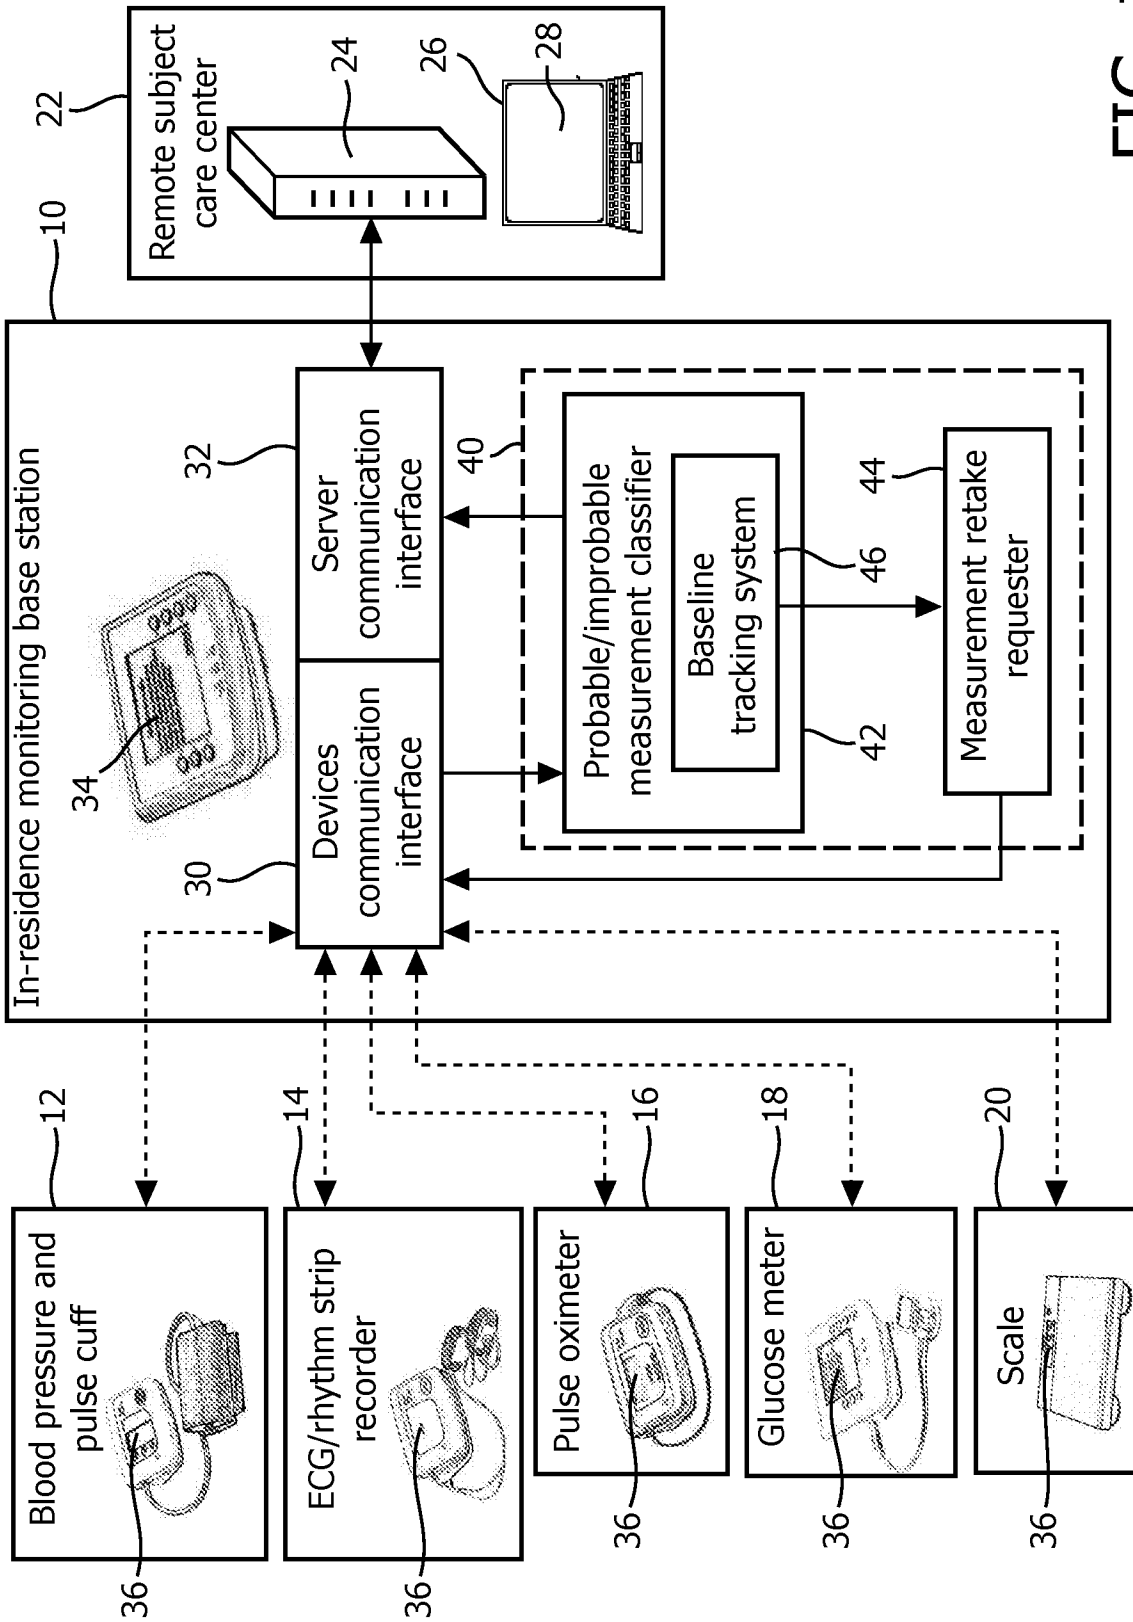 In-residence monitoring base station
10
22
Remote subject
care center
24
26
28
34
30
Devices
communication
interface
32
Server
communication
interface
40
Probable/improbable
measurement classifier
Baseline
tracking system
42
46
44
Measurement retake
requester
12
Blood pressure and
pulse cuff
36
14
ECG/rhythm strip
recorder
36
16
Pulse oximeter
36
18
Glucose meter
36
20
Scale
36
FIG.